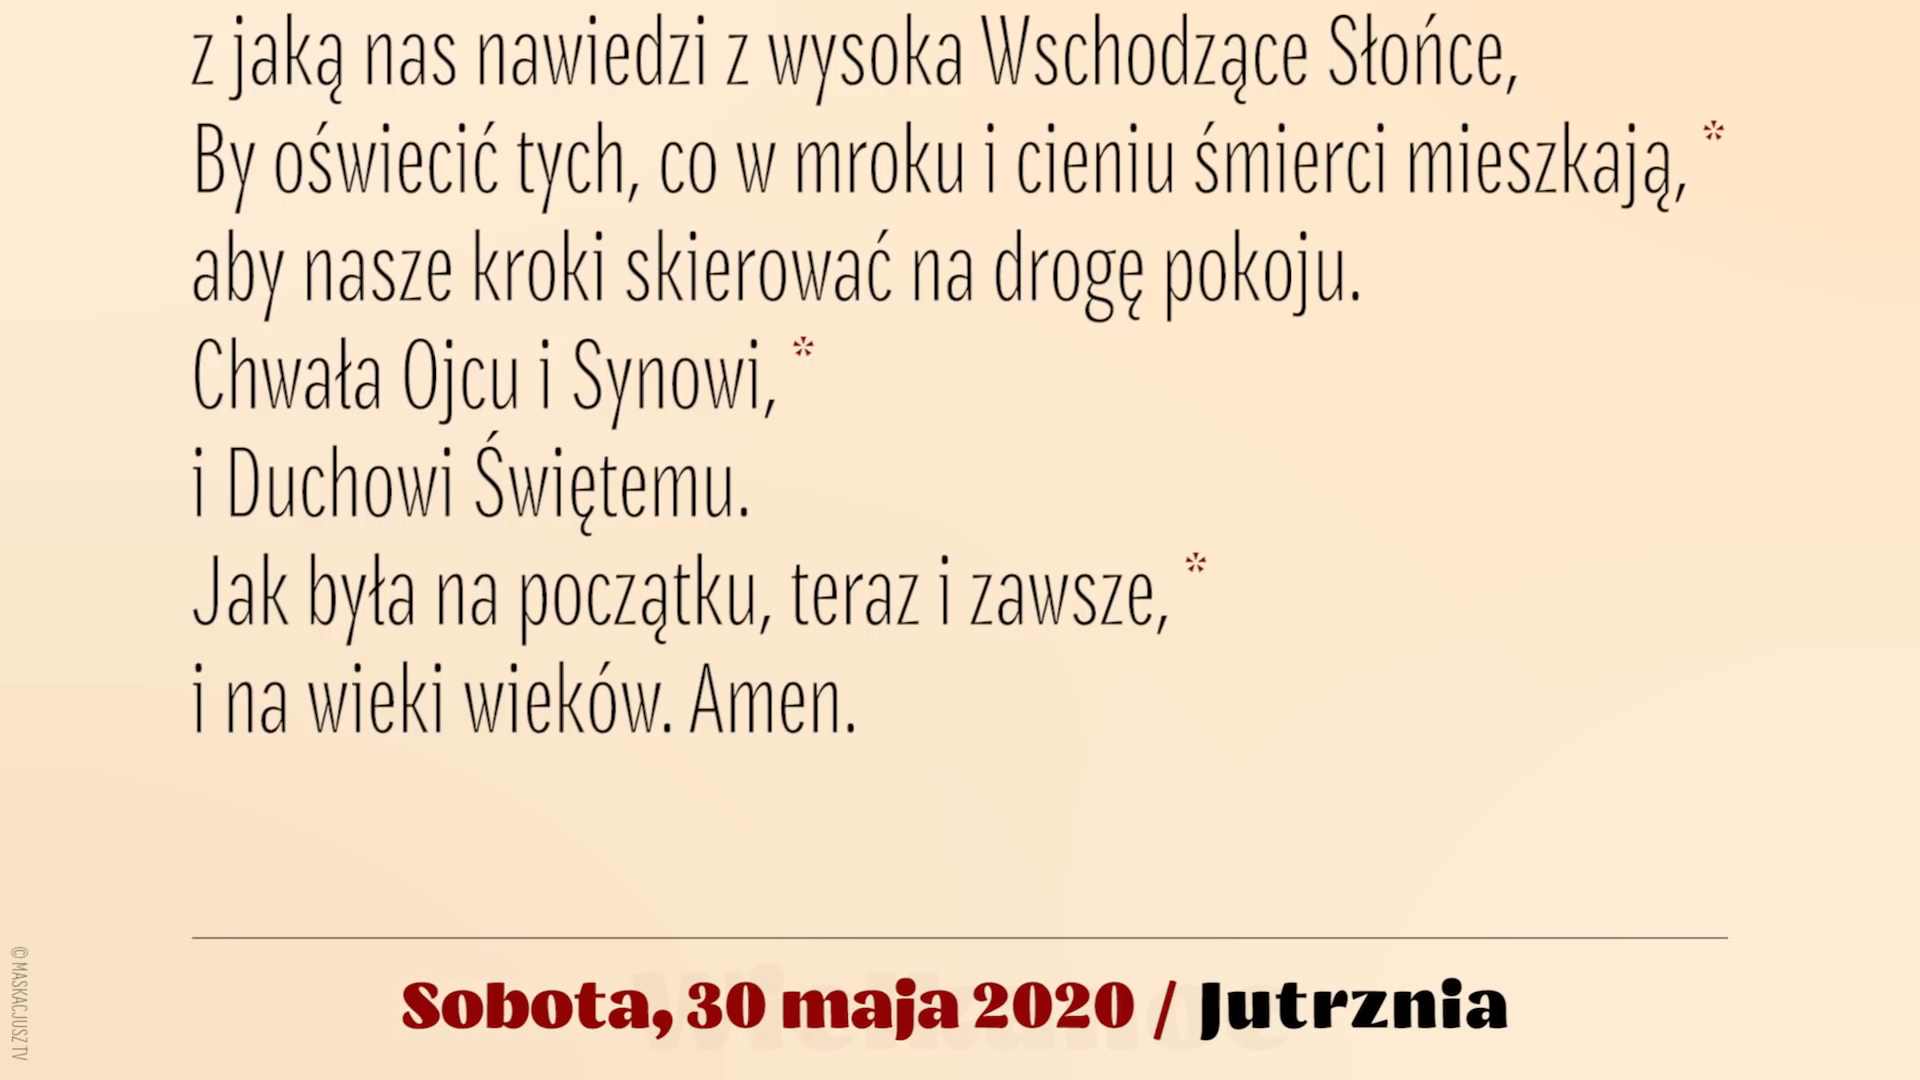 z jaką nas nawiedzi z wysoka Wschodzące Słońce,
By oświecić tych, co w mroku i cieniu śmierci mieszkają, *
aby nasze kroki skierować na drogę pokoju.
Chwała Ojcu i Synowi, *
i Duchowi Świętemu.
Jak była na początku, teraz i zawsze, *
i na wieki wieków. Amen.
Sobota, 30 maja 2020 / Jutrznia
© MASKACJUSZ TV